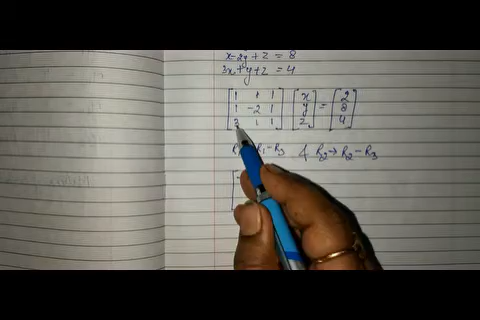 x-2y+z = 8
3x+y+z = 4
[1 1 1] [x] [2]
[1 -2 1] [y] = [8]
[3 1 1] [z] [4]
R₁-R₃ & R₂→R₂-R₃